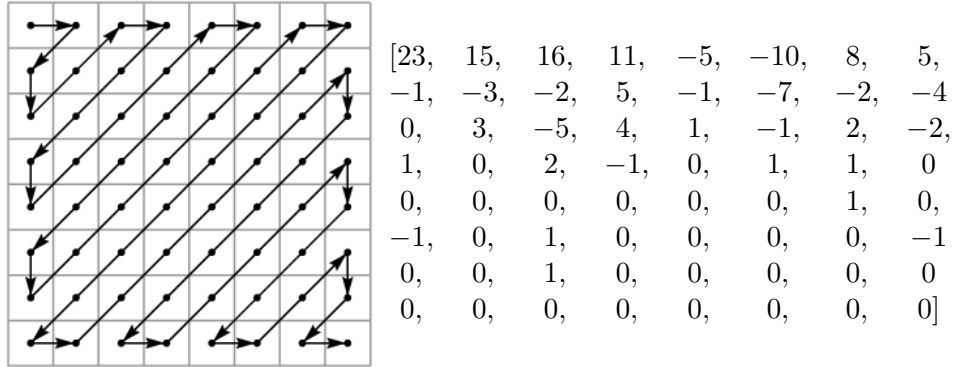 [23, 15, 16, 11, −5, −10, 8, 5,
−1, −3, −2, 5, −1, −7, −2, −4
0, 3, −5, 4, 1, −1, 2, −2,
1, 0, 2, −1, 0, 1, 1, 0
0, 0, 0, 0, 0, 0, 1, 0,
−1, 0, 1, 0, 0, 0, 0, −1
0, 0, 1, 0, 0, 0, 0, 0
0, 0, 0, 0, 0, 0, 0, 0]